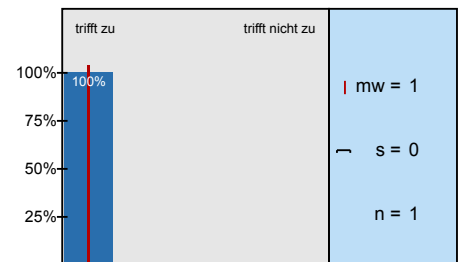 trifft zu trifft nicht zu
100%
100%
mw = 1
75%
50%
s = 0
25%
n = 1